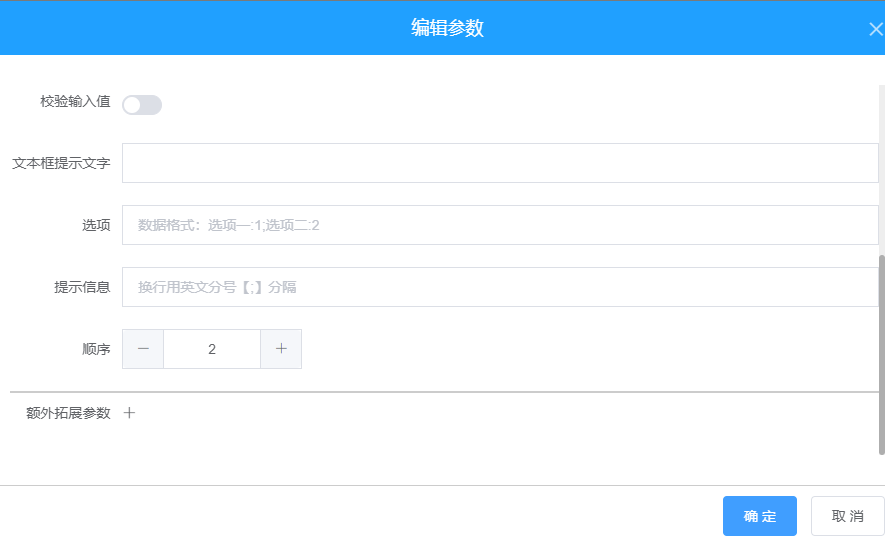 编辑参数
校验输入值
文本框提示文字
选项 数据格式：选项一:1;选项二:2
提示信息 换行用英文分号【;】分隔
顺序 2
额外拓展参数
确定 取消